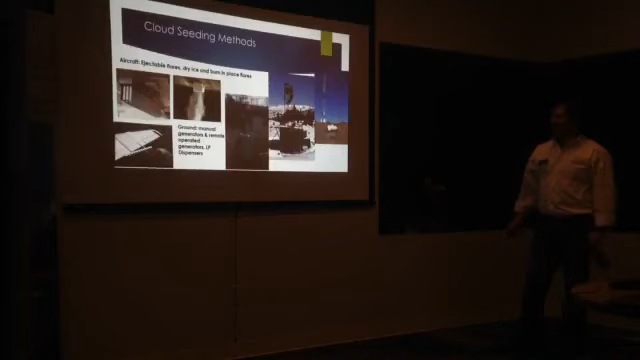 Cloud Seeding Methods
Aircraft: Ejectable flares, dry ice and burn in place flares
Ground: manual
generators & remote
operated
generators, LP
Dispensers